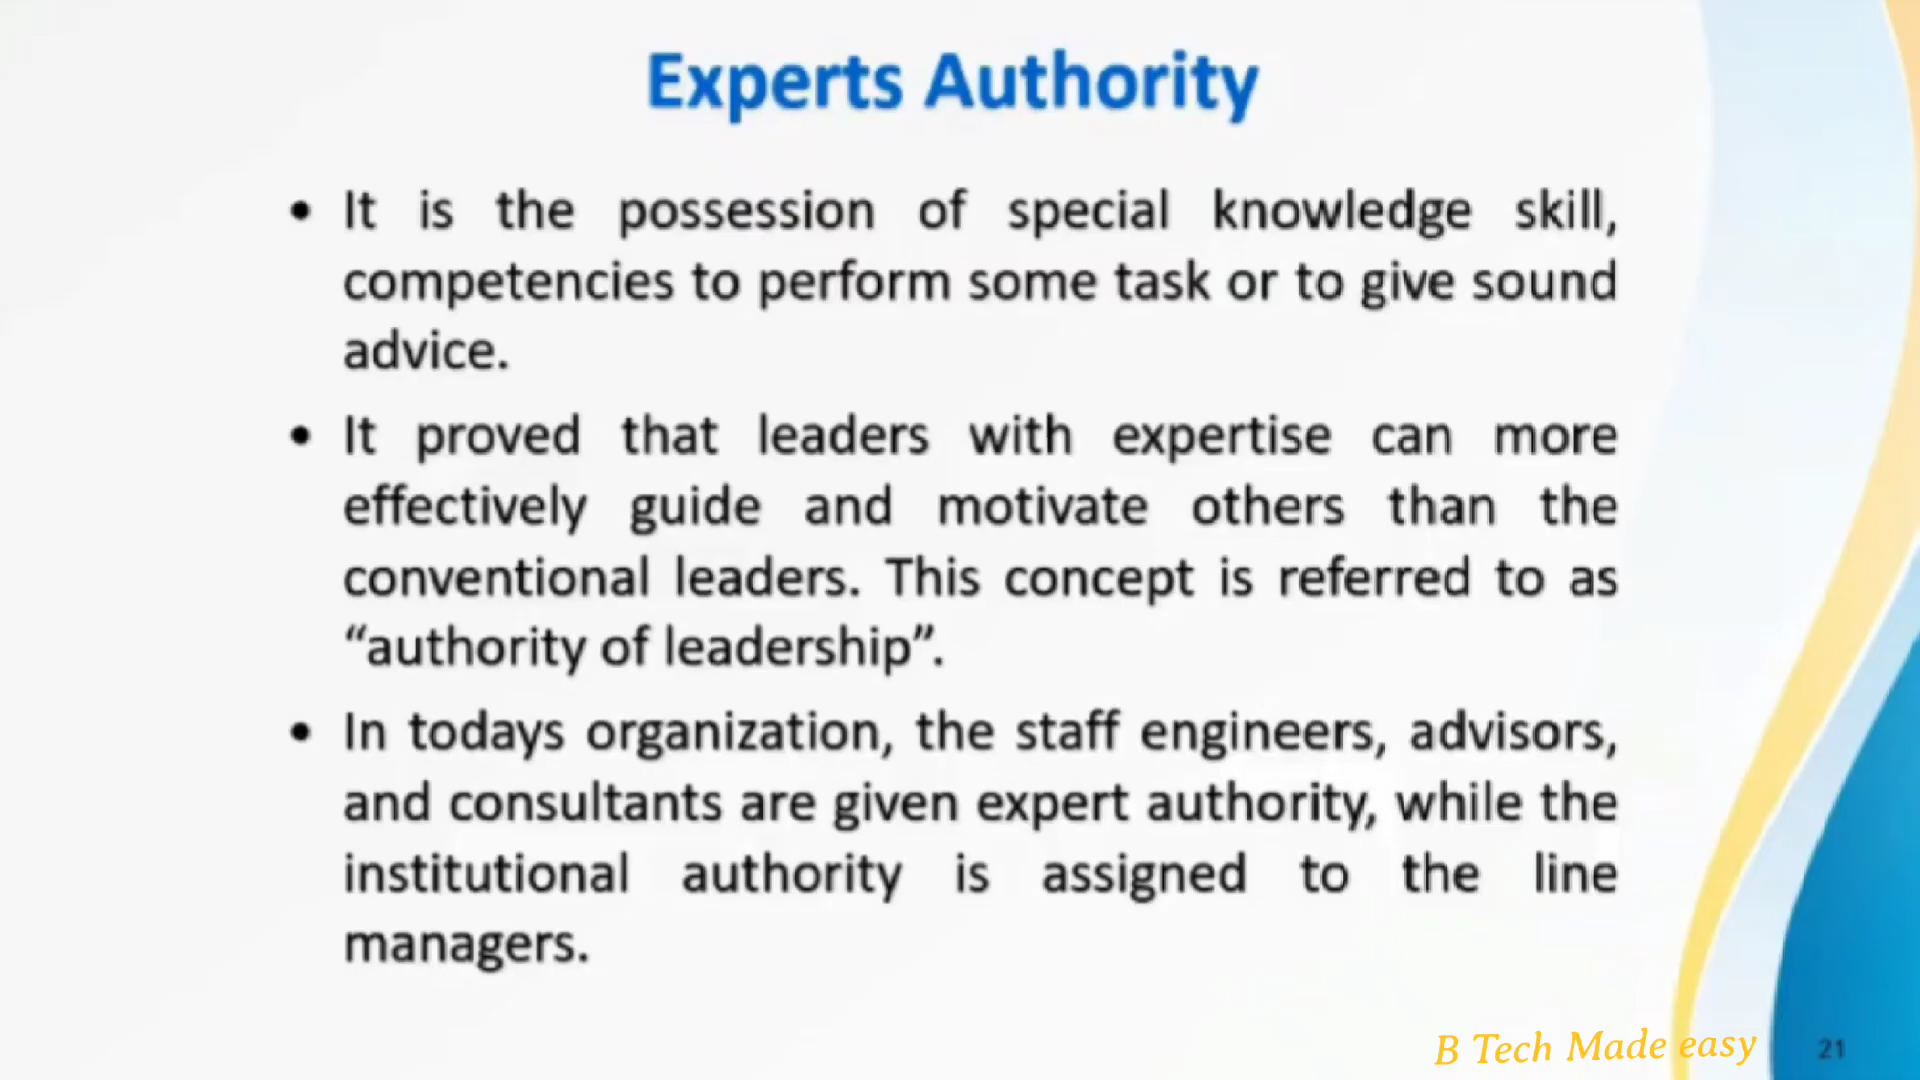 Experts Authority
• It is the possession of special knowledge skill,
competencies to perform some task or to give sound
advice.
• It proved that leaders with expertise can more
effectively guide and motivate others than the
conventional leaders. This concept is referred to as
“authority of leadership”.
• In todays organization, the staff engineers, advisors,
and consultants are given expert authority, while the
institutional authority is assigned to the line
managers.
B Tech Made easy
21